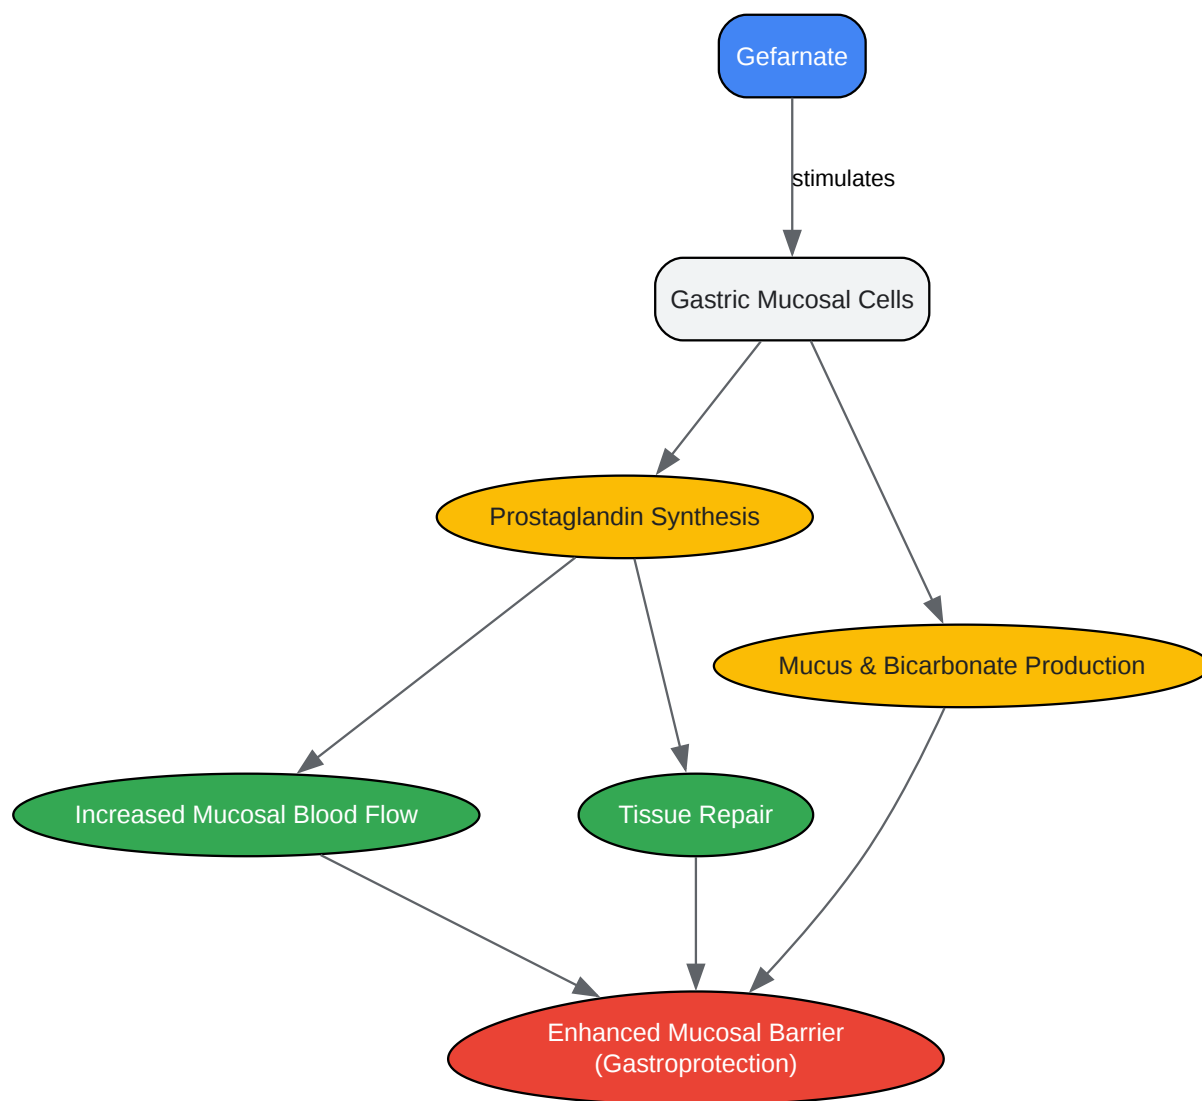 Gefarnate
stimulates
Gastric Mucosal Cells
Prostaglandin Synthesis
Mucus & Bicarbonate Production
Increased Mucosal Blood Flow
Tissue Repair
Enhanced Mucosal Barrier
(Gastroprotection)